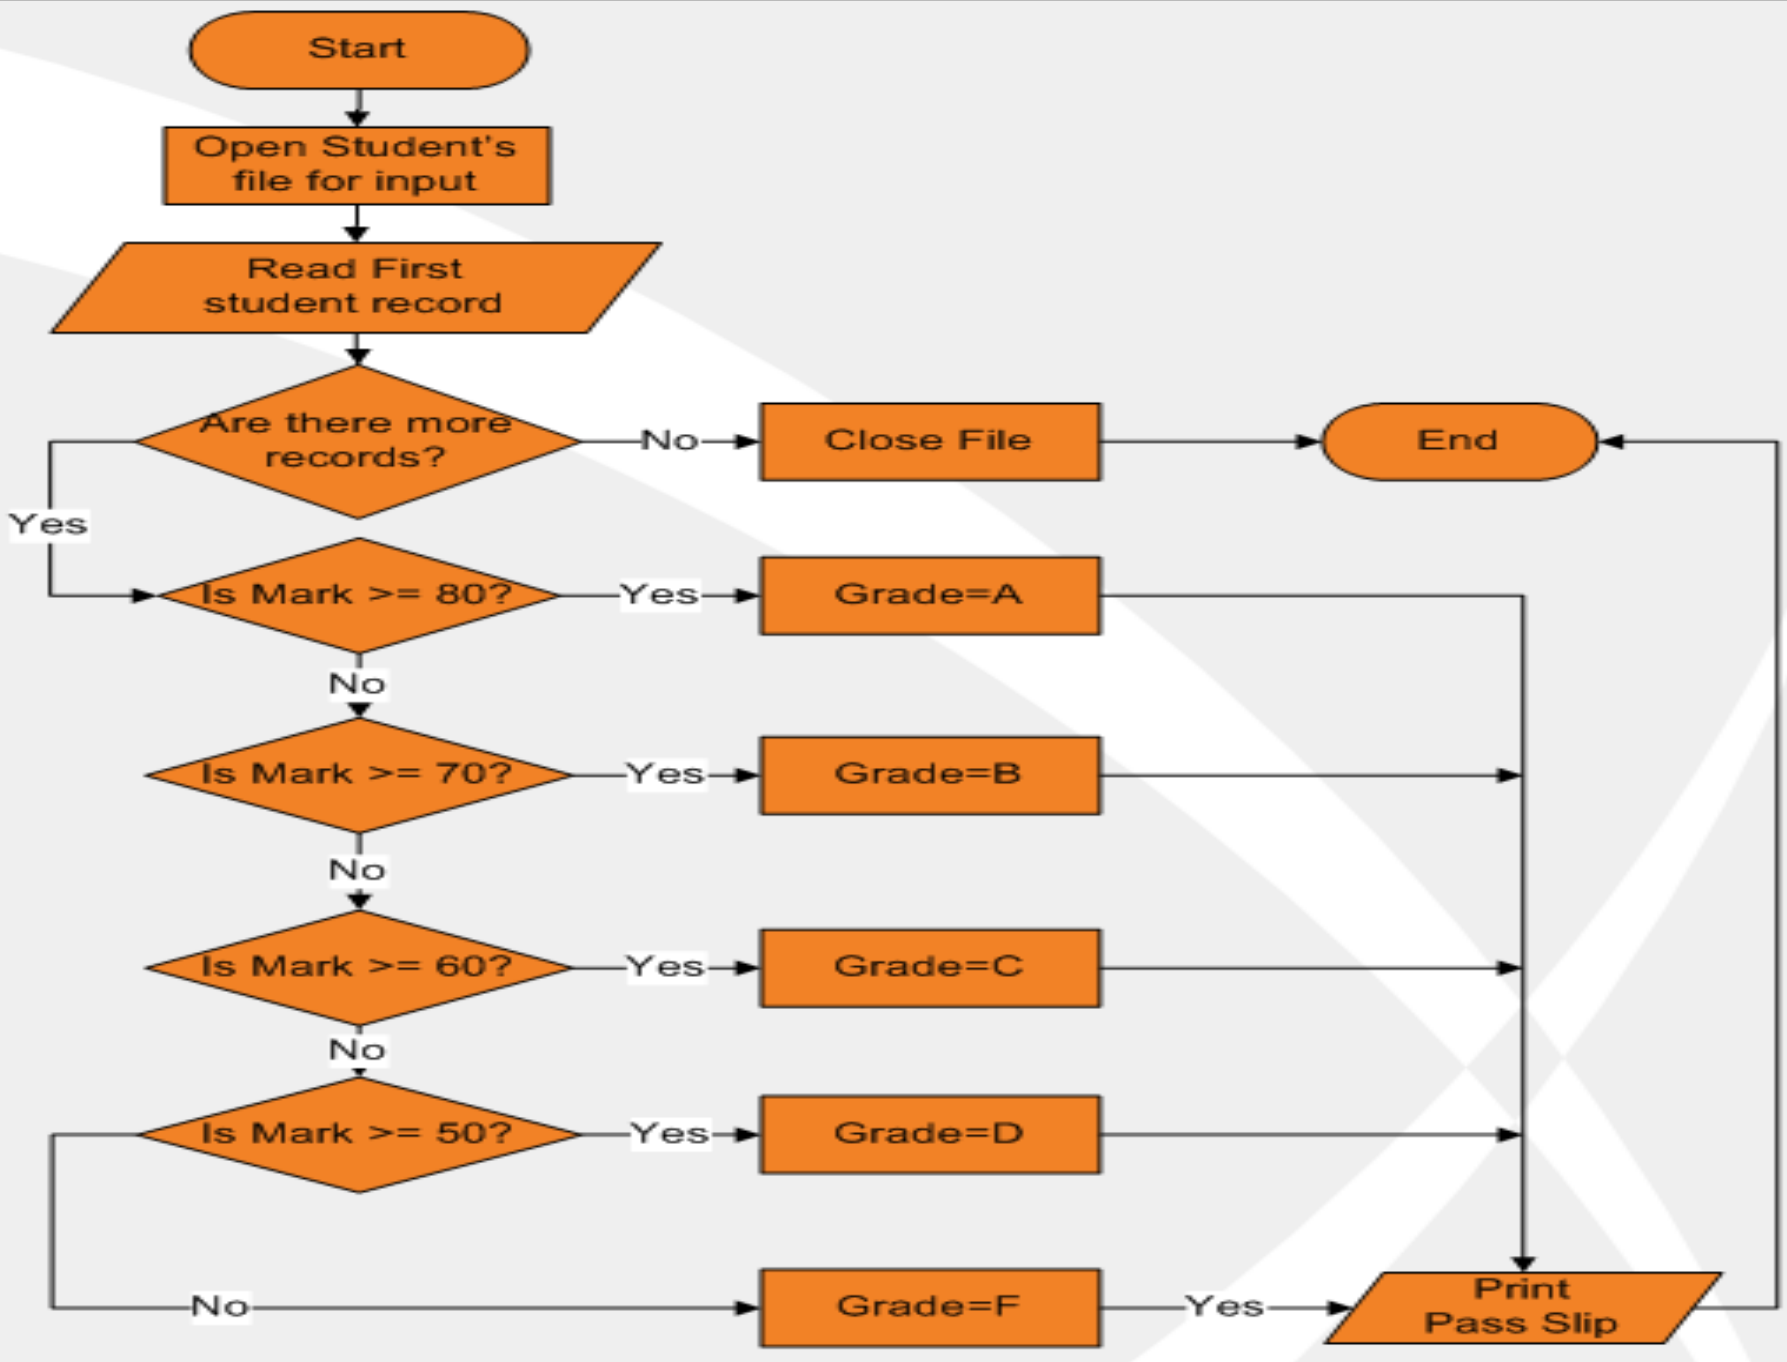 Start
Open Student's
file for input
Read First
student record
Are there more
records?
No
Close File
End
Yes
Is Mark >= 80?
Yes
Grade=A
No
Is Mark >= 70?
Yes
Grade=B
No
Is Mark >= 60?
Yes
Grade=C
No
Is Mark >= 50?
Yes
Grade=D
No
Grade=F
Yes
Print
Pass Slip